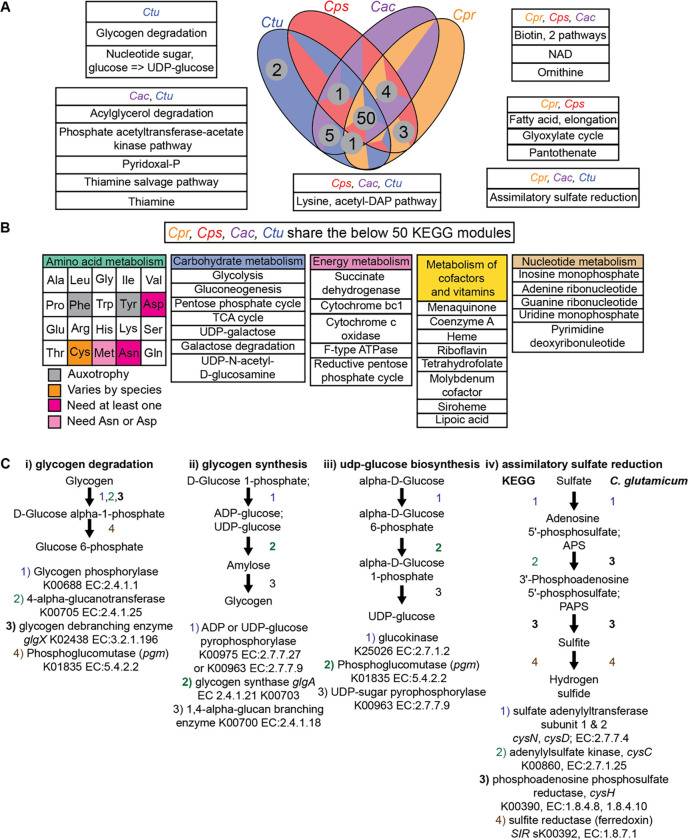 A
Ctu
Glycogen degradation
Nucleotide sugar,
glucose => UDP-glucose
Cac, Ctu
Acylglycerol degradation
Phosphate acetyltransferase-acetate
kinase pathway
Pyridoxal-P
Thiamine salvage pathway
Thiamine
Ctu
Cps
Cac
Cpr
2
1
4
50
5
1
3
Cps, Cac, Ctu
Lysine, acetyl-DAP pathway
Cpr, Cps, Cac
Biotin, 2 pathways
NAD
Ornithine
Cpr, Cps
Fatty acid, elongation
Glyoxylate cycle
Pantothenate
Cpr, Cac, Ctu
Assimilatory sulfate reduction
B
Cpr, Cps, Cac, Ctu share the below 50 KEGG modules
Amino acid metabolism
Ala Leu Gly Ile Val
Pro Phe Trp Tyr Asp
Glu Arg His Lys Ser
Thr Cys Met Asn Gln
Auxotrophy
Varies by species
Need at least one
Need Asn or Asp
Carbohydrate metabolism
Glycolysis
Gluconeogenesis
Pentose phosphate cycle
TCA cycle
UDP-galactose
Galactose degradation
UDP-N-acetyl-
D-glucosamine
Energy metabolism
Succinate
dehydrogenase
Cytochrome bc1
Cytochrome c
oxidase
F-type ATPase
Reductive pentose
phosphate cycle
Metabolism of
cofactors
and vitamins
Menaquinone
Coenzyme A
Heme
Riboflavin
Tetrahydrofolate
Molybdenum
cofactor
Siroheme
Lipoic acid
Nucleotide metabolism
Inosine monophosphate
Adenine ribonucleotide
Guanine ribonucleotide
Uridine monophosphate
Pyrimidine
deoxyribonuleotide
C
i) glycogen degradation
Glycogen
1,2,3
D-Glucose alpha-1-phosphate
4
Glucose 6-phosphate
1) Glycogen phosphorylase
K00688 EC:2.4.1.1
2) 4-alpha-glucanotransferase
K00705 EC:2.4.1.25
3) glycogen debranching enzyme
glgX K02438 EC:3.2.1.196
4) Phosphoglucomutase (pgm)
K01835 EC:5.4.2.2
ii) glycogen synthesis
D-Glucose 1-phosphate;
1
ADP-glucose;
UDP-glucose
2
Amylose
3
Glycogen
1) ADP or UDP-glucose
pyrophosphorylase
K00975 EC:2.7.7.27
or K00963 EC:2.7.7.9
2) glycogen synthase glgA
EC 2.4.1.21 K00703
3) 1,4-alpha-glucan branching
enzyme K00700 EC:2.4.1.18
iii) udp-glucose biosynthesis
alpha-D-Glucose
1
alpha-D-Glucose
6-phosphate
2
alpha-D-Glucose
1-phosphate
3
UDP-glucose
1) glucokinase
K25026 EC:2.7.1.2
2) Phosphoglucomutase (pgm)
K01835 EC:5.4.2.2
3) UDP-sugar pyrophosphorylase
K00963 EC:2.7.7.9
iv) assimilatory sulfate reduction
KEGG Sulfate C. glutamicum
1 1
Adenosine
5'-phosphosulfate;
APS
2 3
3'-Phosphoadenosine
5'-phosphosulfate;
PAPS
3 3
Sulfite
4 4
Hydrogen
sulfide
1) sulfate adenylyltransferase
subunit 1 & 2
cysN, cysD; EC:2.7.7.4
2) adenylylsulfate kinase, cysC
K00860, EC:2.7.1.25
3) phosphoadenosine phosphosulfate
reductase, cysH
K00390, EC:1.8.4.8, 1.8.4.10
4) sulfite reductase (ferredoxin)
SIR sK00392, EC:1.8.7.1